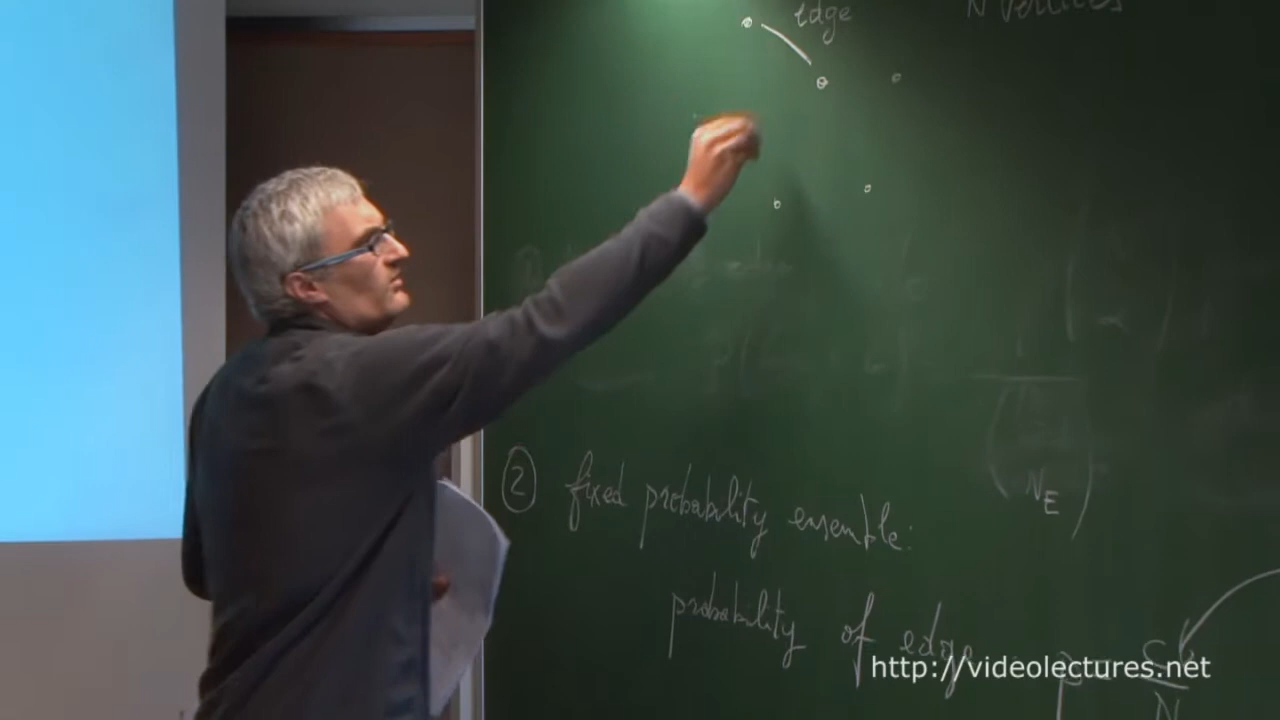 edge
N vertices
N_E
② fixed probability ensemble:
probability of edge
N
http://videolectures.net